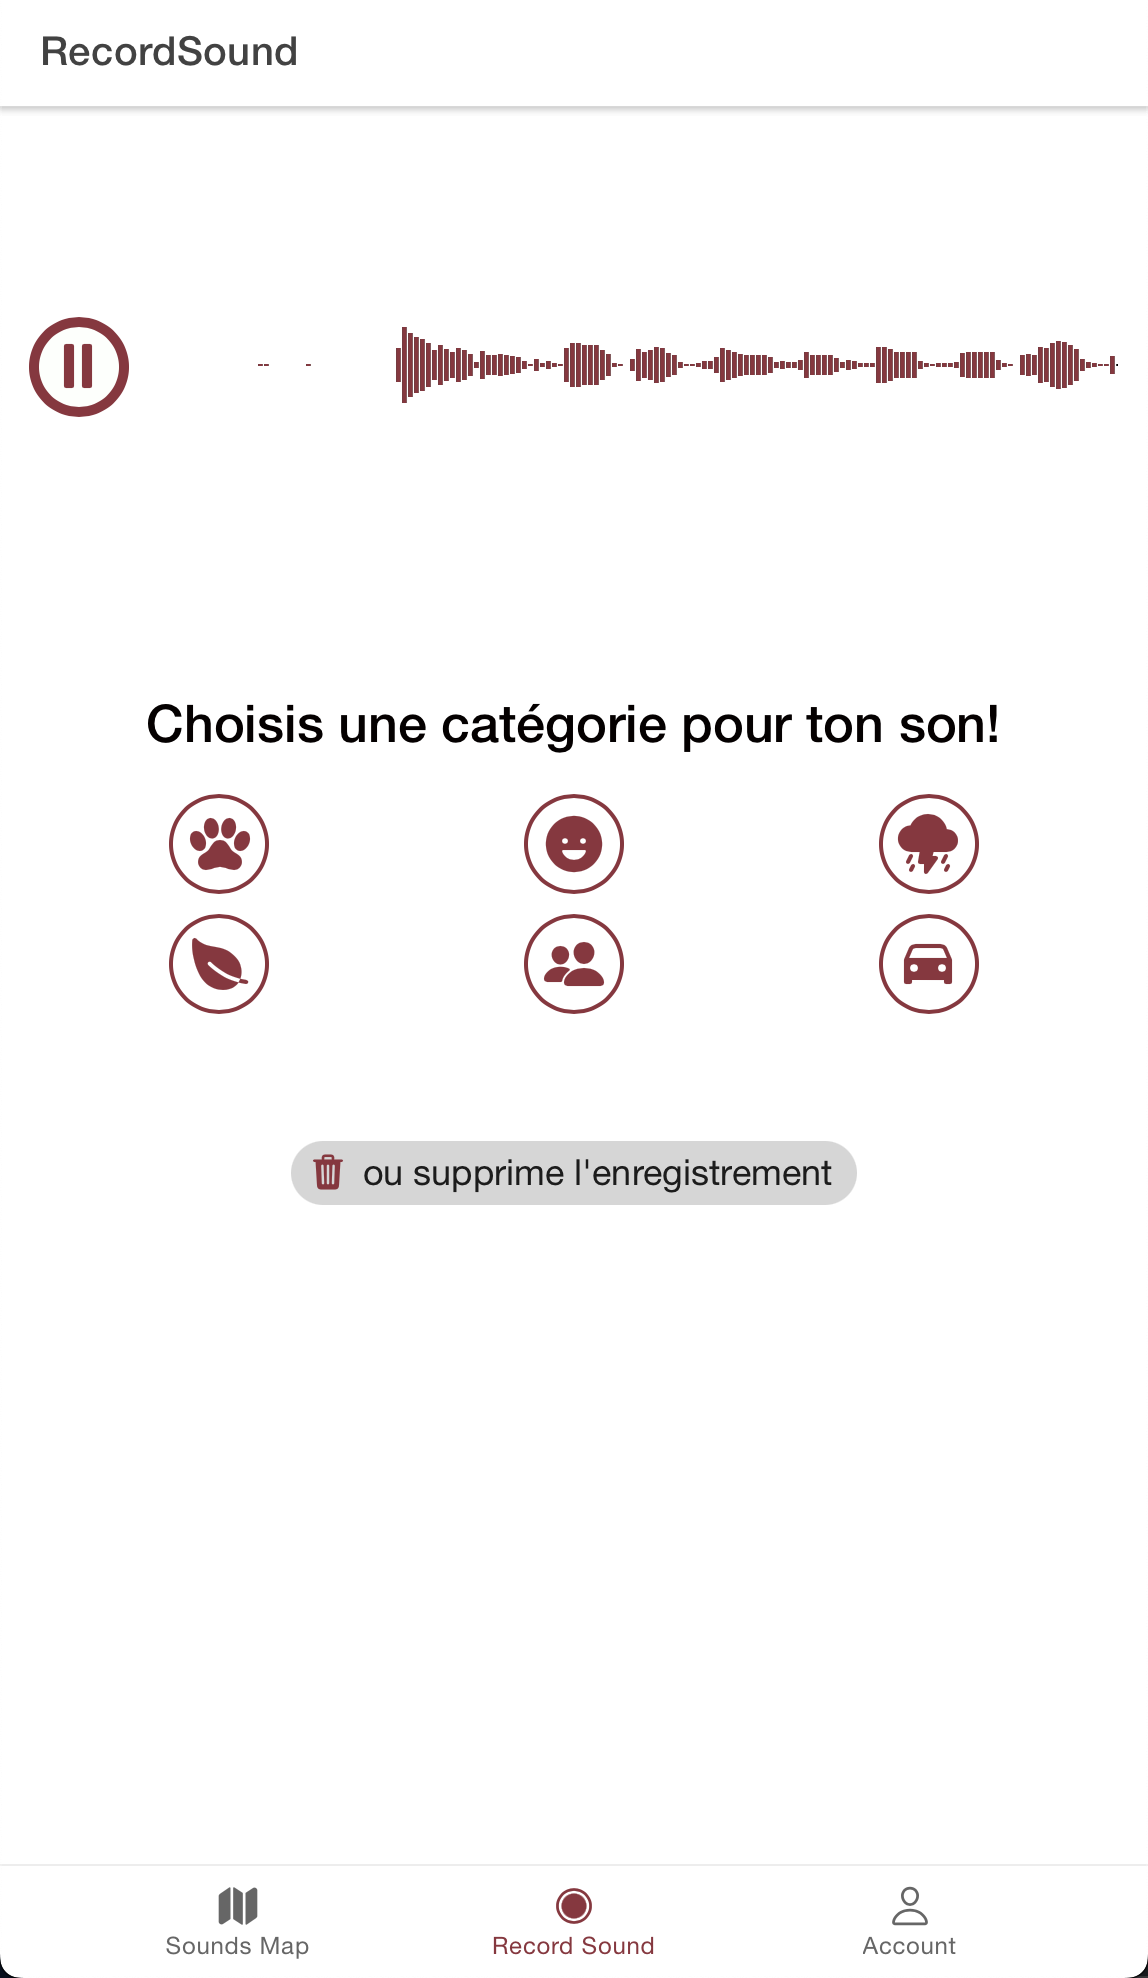 RecordSound
Choisis une catégorie pour ton son!
ou supprime l'enregistrement
Sounds Map
Record Sound
Account